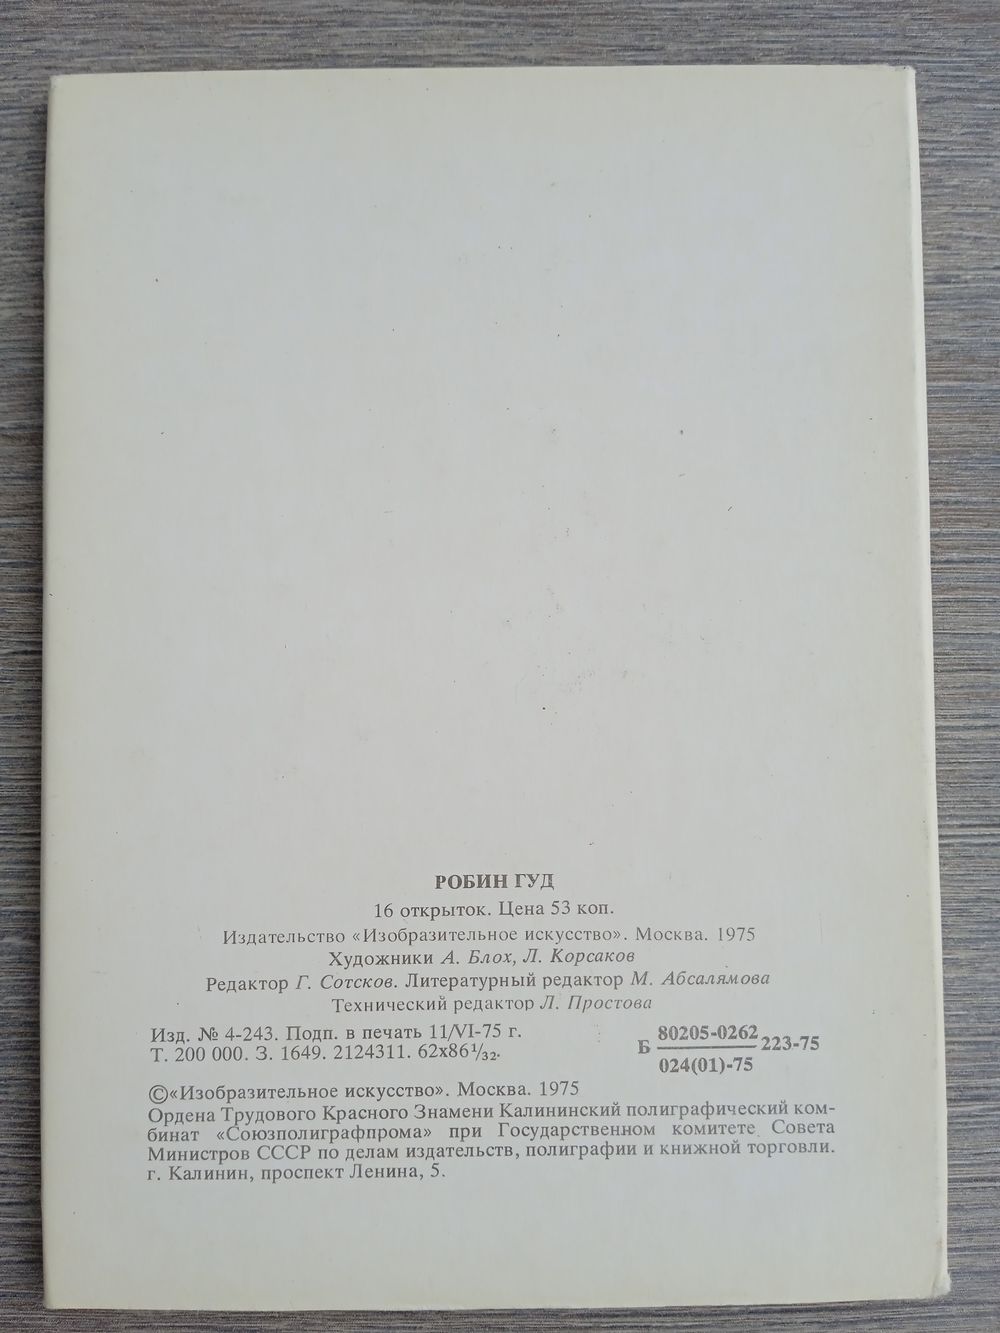 РОБИН ГУД
16 открыток. Цена 53 коп.
Издательство «Изобразительное искусство». Москва. 1975
Художники А. Блох, Л. Корсаков
Редактор Г. Сотсков. Литературный редактор М. Абсалямова
Технический редактор Л. Простова
Изд. № 4-243. Подп. в печать 11/VI-75 г.
Т. 200 000. З. 1649. 2124311. 62х86 1/32.
Б 80205-0262 223-75
024(01)-75
©«Изобразительное искусство». Москва. 1975
Ордена Трудового Красного Знамени Калининский полиграфический ком-
бинат «Союзполиграфпрома» при Государственном комитете Совета
Министров СССР по делам издательств, полиграфии и книжной торговли.
г. Калинин, проспект Ленина, 5.